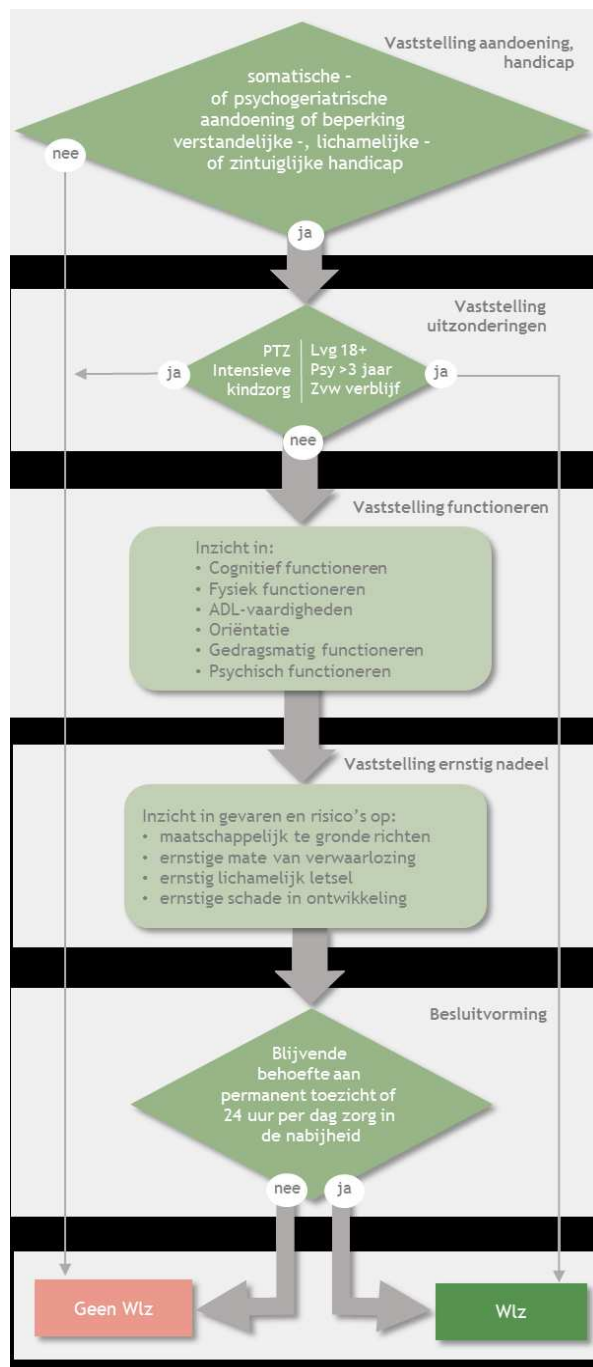 Vaststelling aandoening,
handicap
somatische -
of psychogeriatrische
aandoening of beperking
verstandelijke -, lichamelijke -
of zintuiglijke handicap
nee
ja
Vaststelling
uitzonderingen
PTZ
Intensieve
kindzorg
Lvg 18+
Psy >3 jaar
Zvw verblijf
ja
ja
nee
Vaststelling functioneren
Inzicht in:
• Cognitief functioneren
• Fysiek functioneren
• ADL-vaardigheden
• Oriëntatie
• Gedragsmatig functioneren
• Psychisch functioneren
Vaststelling ernstig nadeel
Inzicht in gevaren en risico's op:
• maatschappelijk te gronde richten
• ernstige mate van verwaarlozing
• ernstig lichamelijk letsel
• ernstige schade in ontwikkeling
Besluitvorming
Blijvende
behoefte aan
permanent toezicht of
24 uur per dag zorg in
de nabijheid
nee
ja
Geen Wlz
Wlz